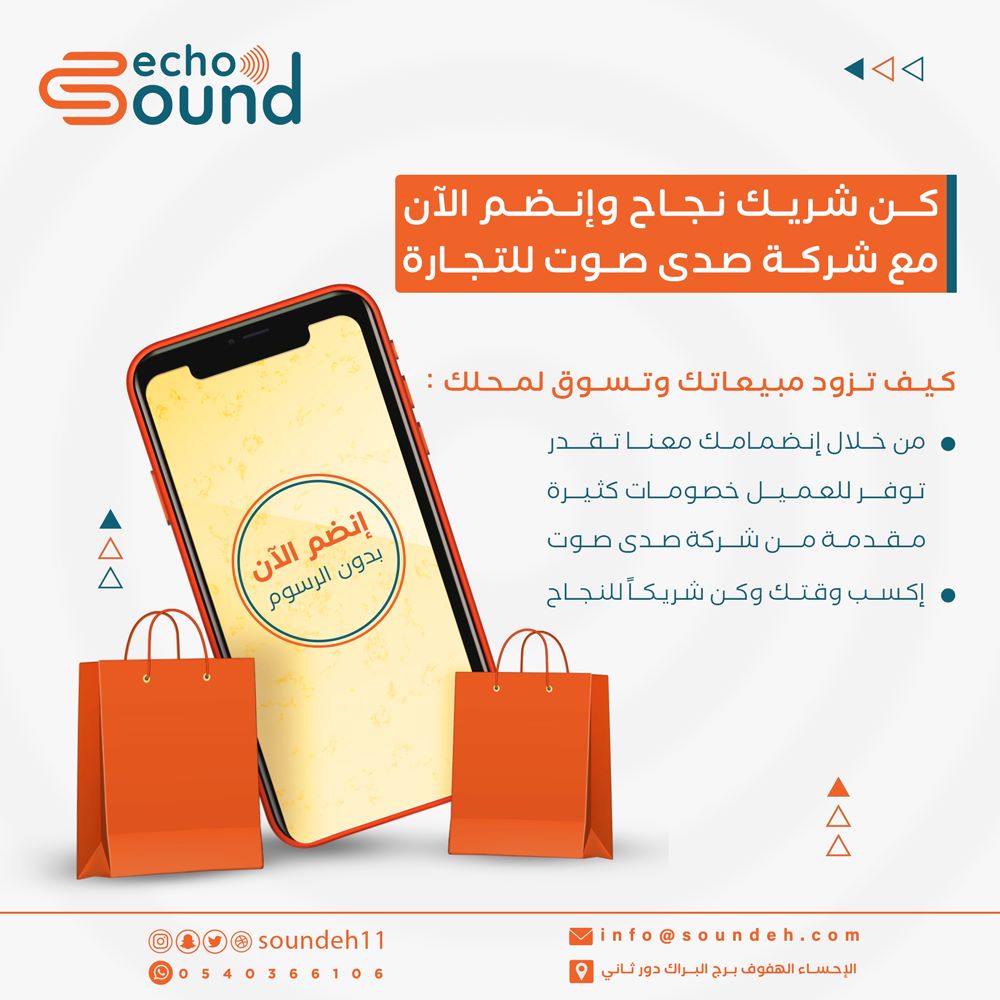 echo
Sound
كن شريك نجاح وإنضم الآن
مع شركة صدى صوت للتجارة
كيف تزود مبيعاتك وتسوق لمحلك :
من خلال إنضمامك معنا تقدر
توفر للعميل خصومات كثيرة
مقدمة من شركة صدى صوت
إكسب وقتك وكن شريكاً للنجاح
إنضم الآن
بدون الرسوم
soundeh11
0540366106
info@soundeh.com
الإحساء الهفوف برج البراك دور ثاني